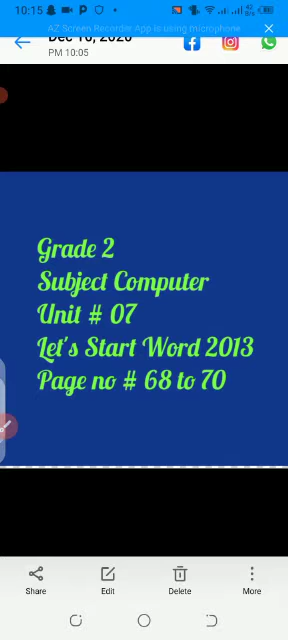 10:15
AZ Screen Recorder App is using microphone
Dec 16, 2020
PM 10:05
Grade 2
Subject Computer
Unit # 07
Let's Start Word 2013
Page no # 68 to 70
Share Edit Delete More